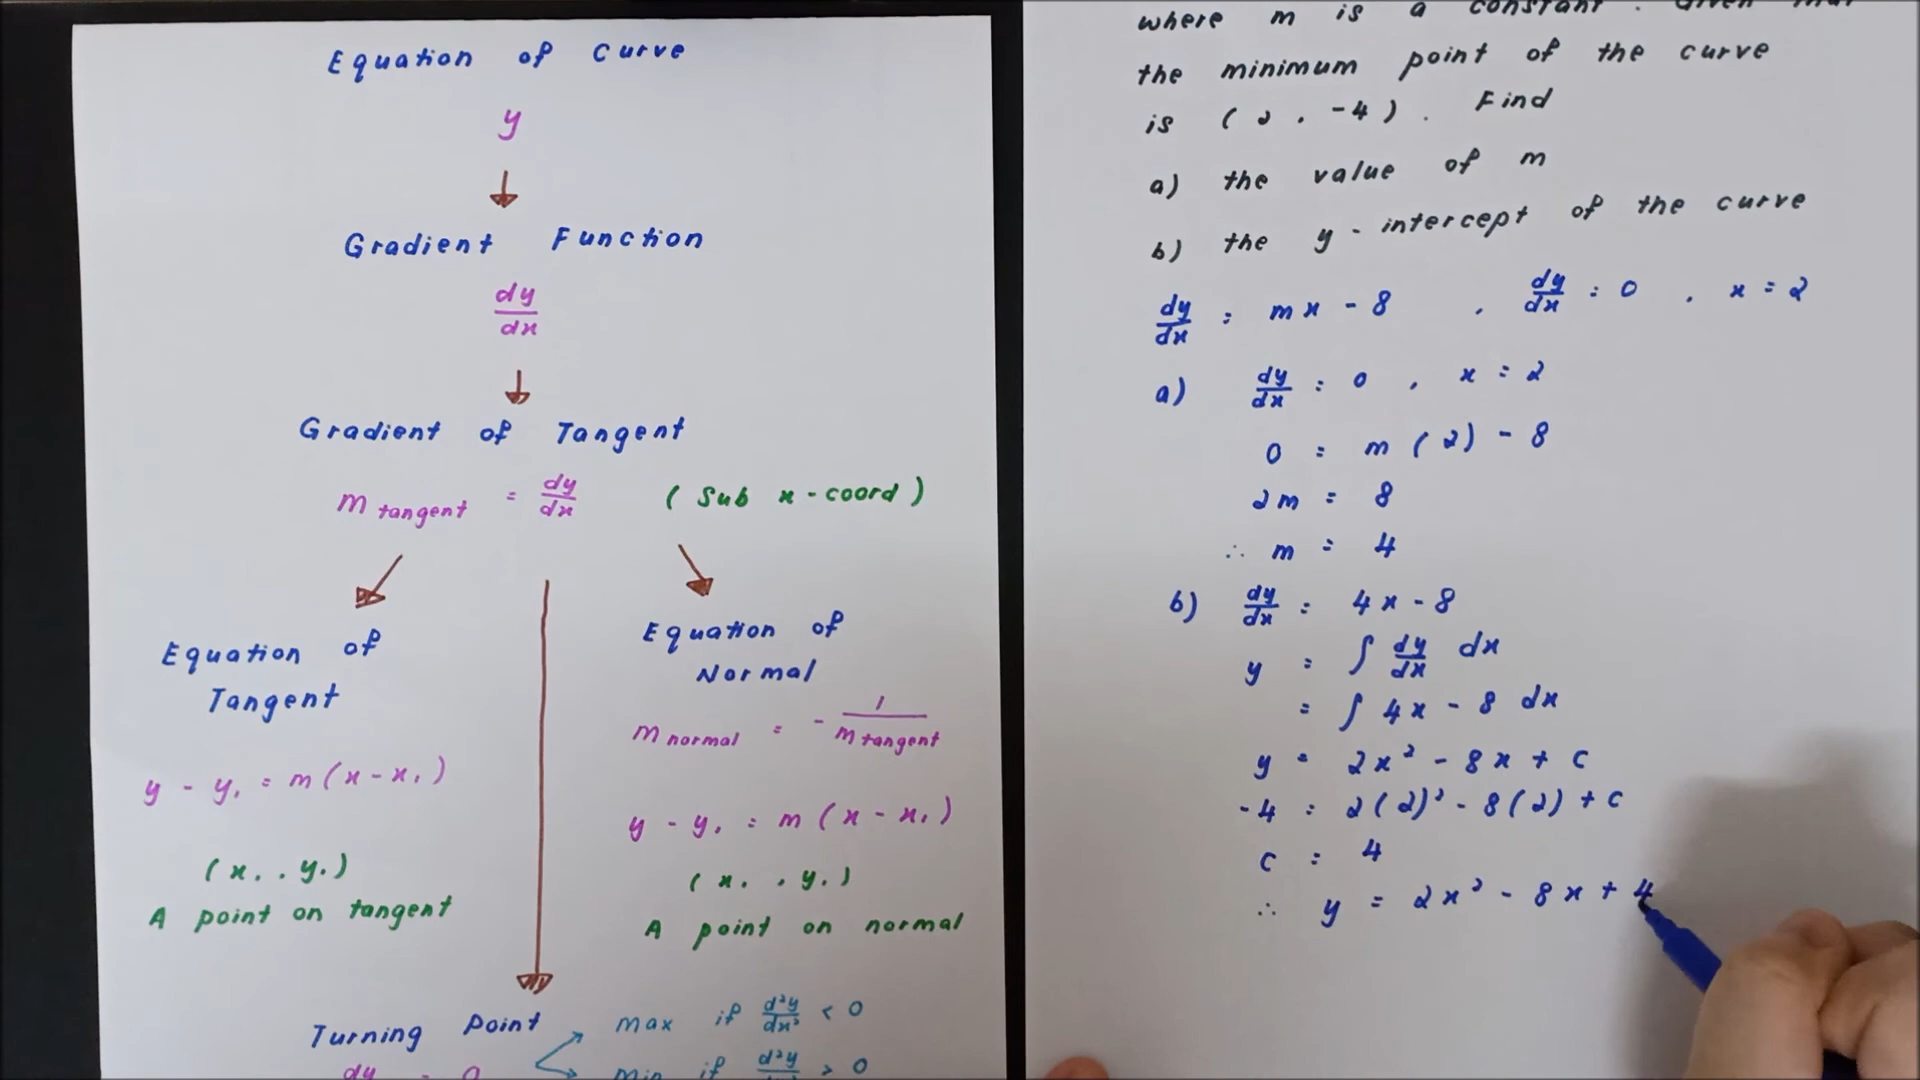 Equation of Curve
y
Gradient Function
dy/dx
Gradient of Tangent
m tangent = dy/dx (Sub x-coord)
Equation of
Tangent
y - y₁ = m(x - x₁)
(x₁, y₁)
A point on tangent
Equation of
Normal
m normal = - 1/m tangent
y - y₁ = m(x - x₁)
(x₁, y₁)
A point on normal
Turning Point
dy
max if d²y/dx² < 0
min if d²y/dx² > 0
where m is a constant. Given that
the minimum point of the curve
is (2, -4). Find
a) the value of m
b) the y-intercept of the curve
dy/dx = mx - 8, dy/dx = 0, x = 2
a) dy/dx = 0, x = 2
0 = m(2) - 8
2m = 8
∴ m = 4
b) dy/dx = 4x - 8
y = ∫ dy/dx dx
= ∫ 4x - 8 dx
y = 2x² - 8x + c
-4 = 2(2)² - 8(2) + c
c = 4
∴ y = 2x² - 8x + 4